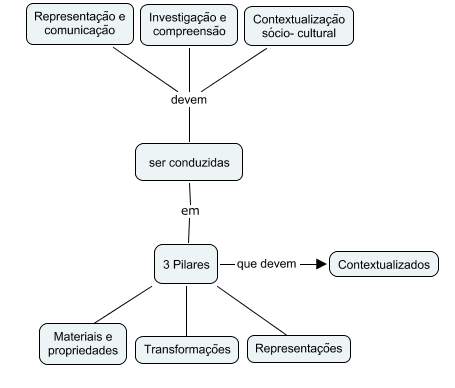 Representação e
comunicação
Investigação e
compreensão
Contextualização
sócio- cultural
devem
ser conduzidas
em
3 Pilares
que devem
Contextualizados
Materiais e
propriedades
Transformações
Representações